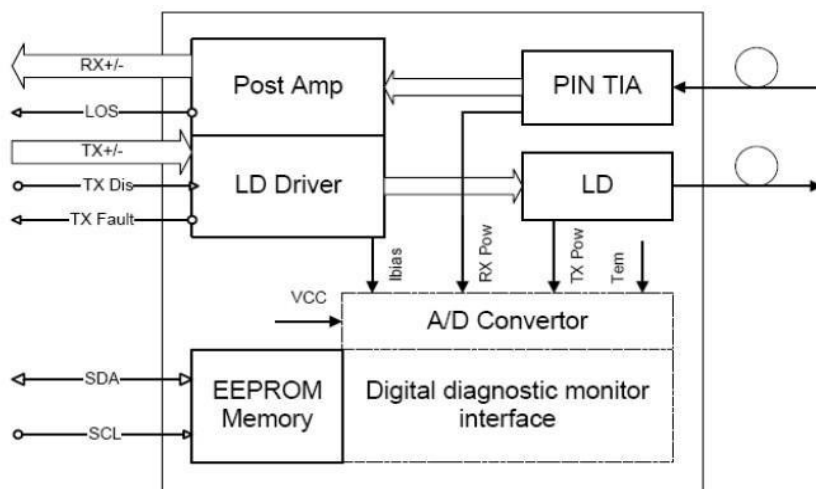 RX+/-
Post Amp
PIN TIA
LOS
TX+/-
TX Dis
LD Driver
LD
TX Fault
Ibias
RX Pow
TX Pow
Tem
VCC
A/D Convertor
SDA
EEPROM
Memory
Digital diagnostic monitor
interface
SCL